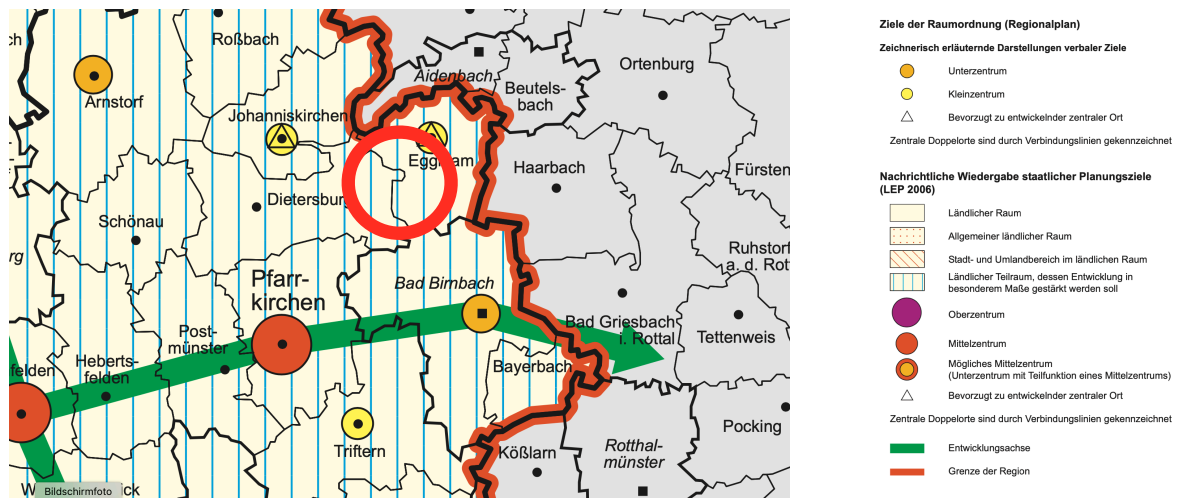 ch
Roßbach
Arnstorf
Aidenbach
Ortenburg
Beutels-
bach
Johanniskirchen
Haarbach
Fürsten
Dietersburg
Schönau
Ruhstorf
a. d. Rot
rg
Pfarr-
kirchen
Bad Birnbach
Post-
münster
Bad Griesbach
i. Rottal
Tettenweis
felden
Heberts-
felden
Bayerbach
Pocking
Triftern
Kößlarn
Rotthal-
münster
Bildschirmfoto
Ziele der Raumordnung (Regionalplan)
Zeichnerisch erläuternde Darstellungen verbaler Ziele
Unterzentrum
Kleinzentrum
Bevorzugt zu entwickelnder zentraler Ort
Zentrale Doppelorte sind durch Verbindungslinien gekennzeichnet
Nachrichtliche Wiedergabe staatlicher Planungsziele
(LEP 2006)
Ländlicher Raum
Allgemeiner ländlicher Raum
Stadt- und Umlandbereich im ländlichen Raum
Ländlicher Teilraum, dessen Entwicklung in
besonderem Maße gestärkt werden soll
Oberzentrum
Mittelzentrum
Mögliches Mittelzentrum
(Unterzentrum mit Teilfunktion eines Mittelzentrums)
Bevorzugt zu entwickelnder zentraler Ort
Zentrale Doppelorte sind durch Verbindungslinien gekennzeichnet
Entwicklungsachse
Grenze der Region